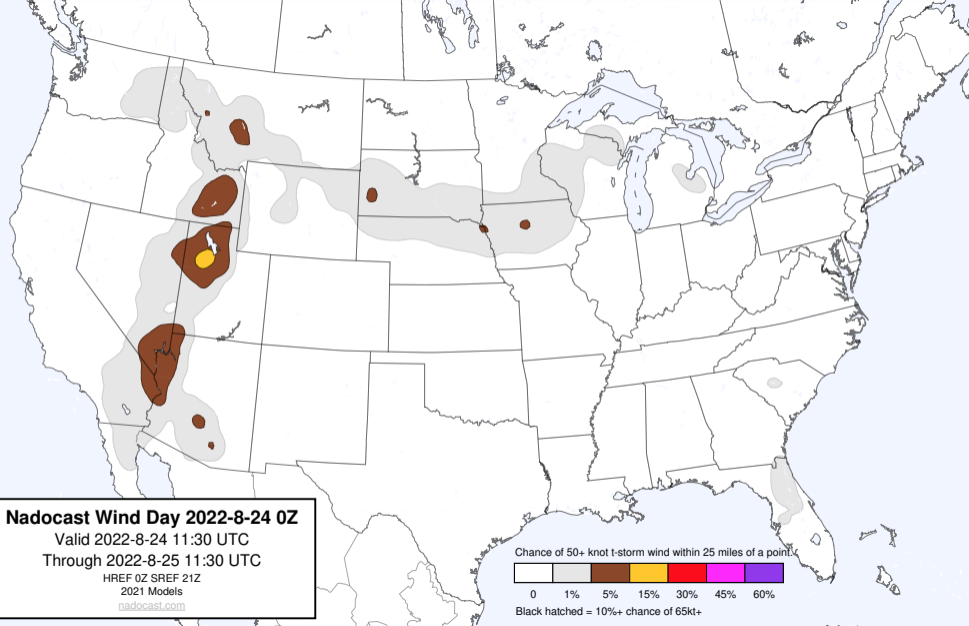 Nadocast Wind Day 2022-8-24 0Z
Valid 2022-8-24 11:30 UTC
Through 2022-8-25 11:30 UTC
HREF 0Z SREF 21Z
2021 Models
nadocast.com
Chance of 50+ knot t-storm wind within 25 miles of a point.
0 1% 5% 15% 30% 45% 60%
Black hatched = 10%+ chance of 65kt+